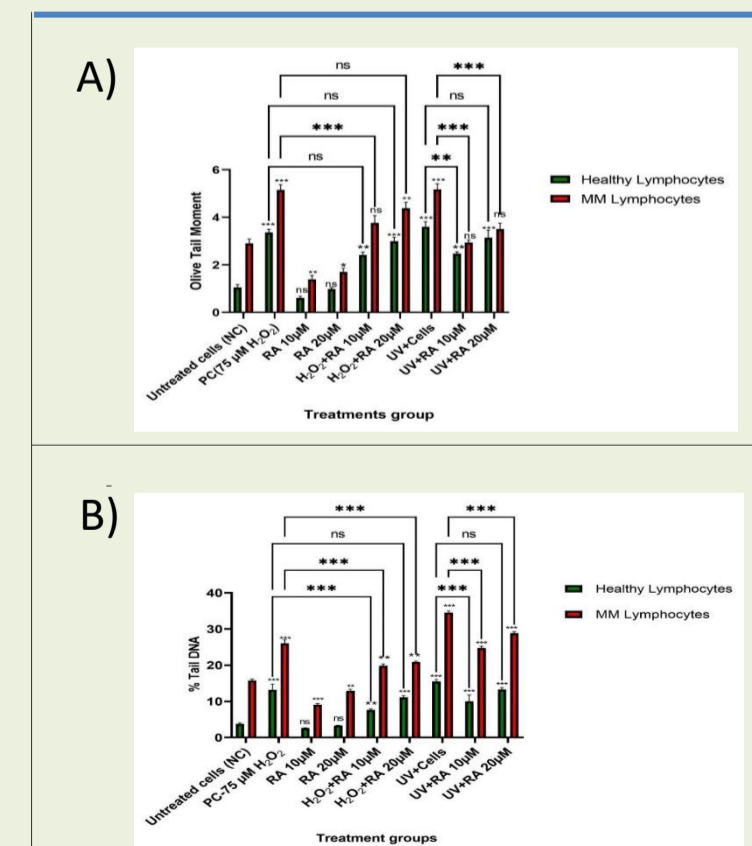 A)
ns
***
ns
ns
***
***
ns
**
Olive Tail Moment
6
4
2
0
***
***
ns
**
ns
*
**
ns
***
**
***
***
**
ns
***
ns
Healthy Lymphocytes
MM Lymphocytes
Untreated cells (NC)
PC(75 µM H₂O₂)
RA 10µM
RA 20µM
H₂O₂+RA 10µM
H₂O₂+RA 20µM
UV+Cells
UV+RA 10µM
UV+RA 20µM
Treatments group
B)
***
***
ns
ns
***
***
***
***
% Tail DNA
40
30
20
10
0
***
***
ns
***
ns
**
**
**
***
**
***
***
***
***
***
***
Healthy Lymphocytes
MM Lymphocytes
Untreated cells (NC)
PC-75 µM H₂O₂
RA 10µM
RA 20µM
H₂O₂+RA 10µM
H₂O₂+RA 20µM
UV+Cells
UV+RA 10µM
UV+RA 20µM
Treatment groups